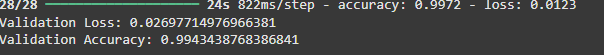 28/28 ━━━━━━━━━━━━━━━━━━━━ 24s 822ms/step - accuracy: 0.9972 - loss: 0.0123
Validation Loss: 0.02697714976966381
Validation Accuracy: 0.9943438768386841